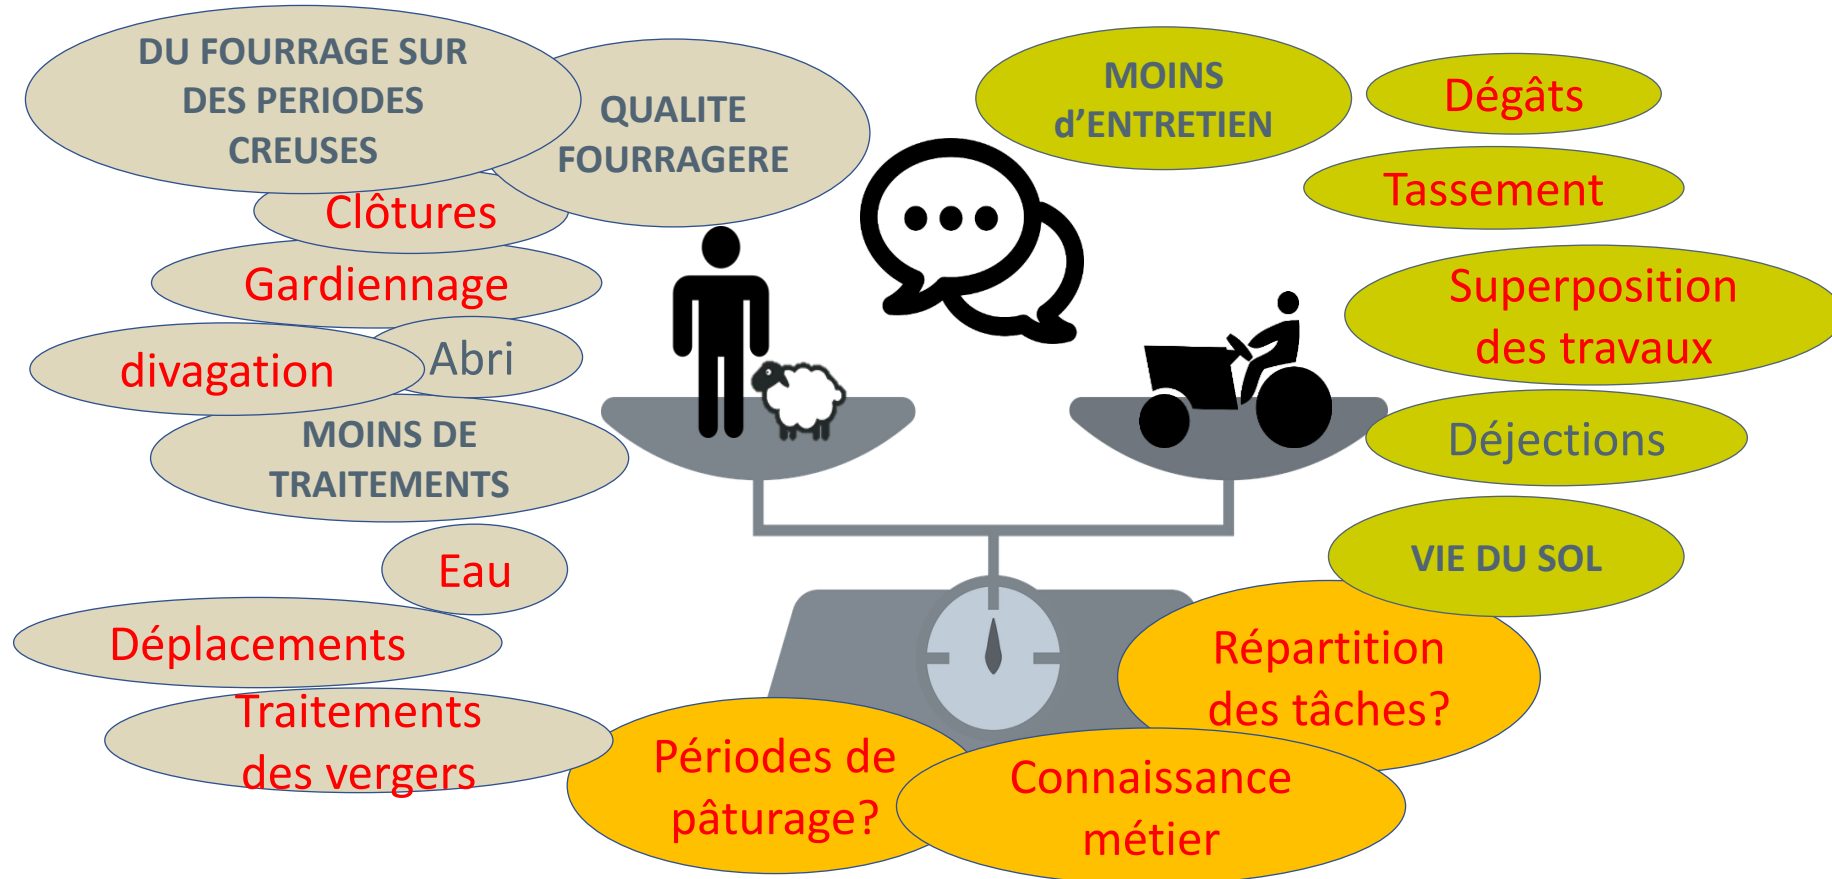 DU FOURRAGE SUR
DES PERIODES
CREUSES
QUALITE
FOURRAGERE
Clôtures
Gardiennage
divagation
Abri
MOINS DE
TRAITEMENTS
Eau
Déplacements
Traitements
des vergers
MOINS
d’ENTRETIEN
Dégâts
Tassement
Superposition
des travaux
Déjections
VIE DU SOL
Répartition
des tâches?
Périodes de
pâturage?
Connaissance
métier